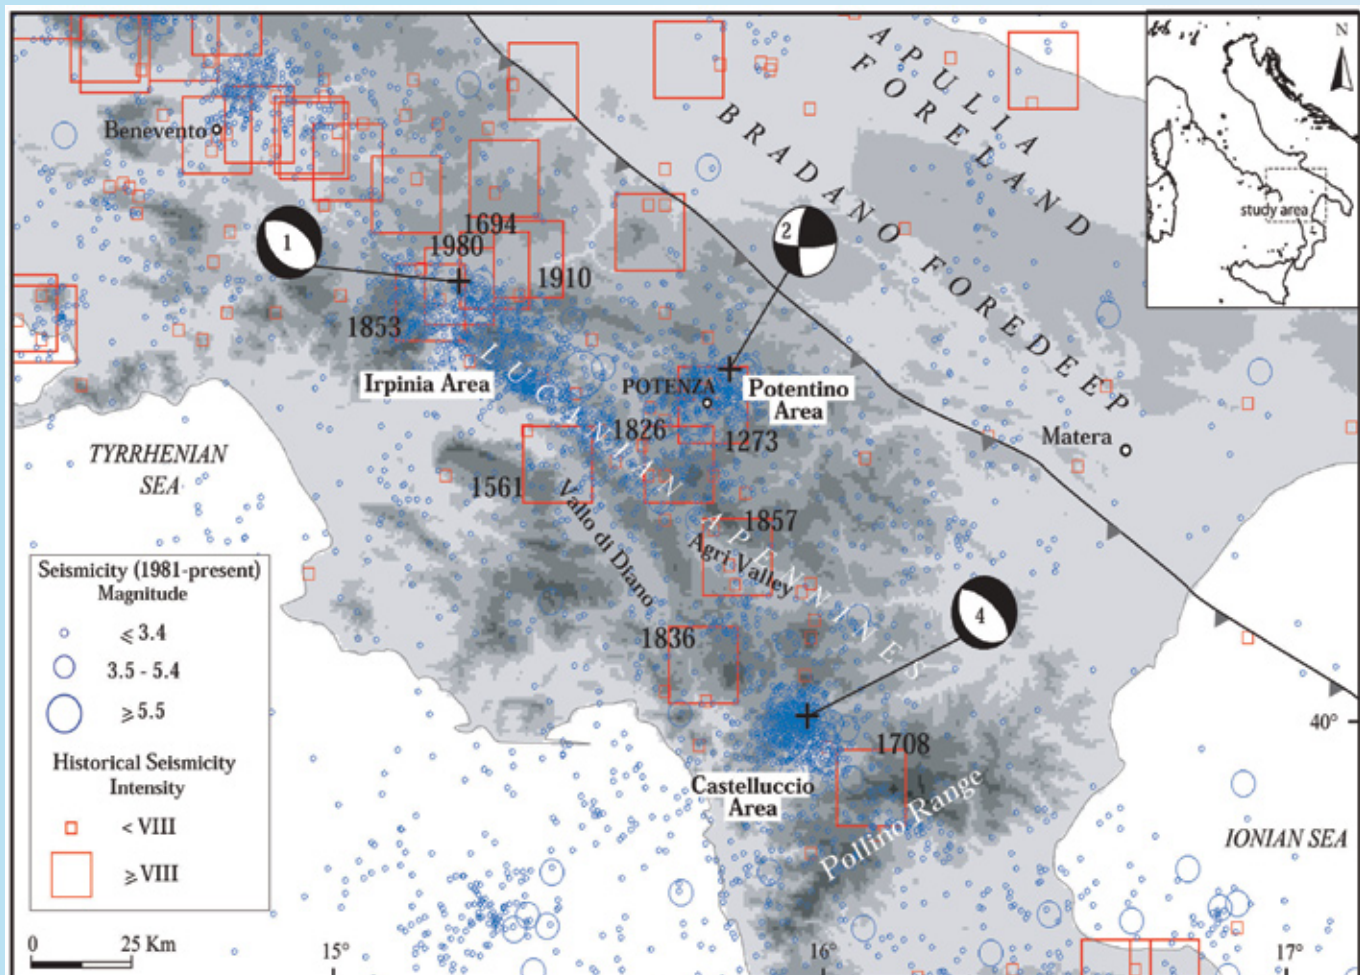 APULIA
FORELAND
BRADANO FOREDEEP
N
study area
Benevento
1
2
1694
1980
1910
1853
Irpinia Area
LUCANIAN APENNINES
POTENZA
Potentino
Area
1826
1273
Matera
TYRRHENIAN
SEA
1561
Vallo di Diano
1857
Agri Valley
4
1836
Seismicity (1981-present)
Magnitude
⩽ 3.4
3.5 - 5.4
⩾ 5.5
Historical Seismicity
Intensity
< VIII
⩾ VIII
40°
1708
Castelluccio
Area
Pollino Range
IONIAN SEA
0 25 Km
15°
16°
17°